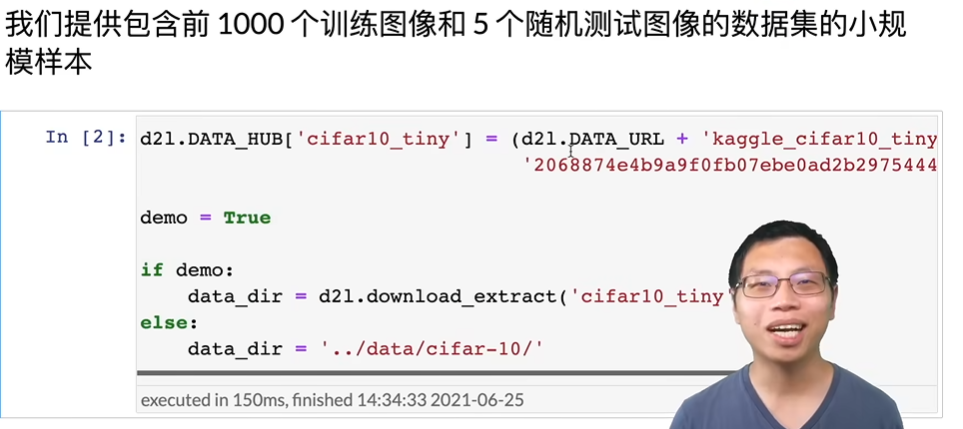 我们提供包含前 1000 个训练图像和 5 个随机测试图像的数据集的小规
模样本
In [2]: d2l.DATA_HUB['cifar10_tiny'] = (d2l.DATA_URL + 'kaggle_cifar10_tiny
'2068874e4b9a9f0fb07ebe0ad2b2975444
demo = True
if demo:
data_dir = d2l.download_extract('cifar10_tiny
else:
data_dir = '../data/cifar-10/'
executed in 150ms, finished 14:34:33 2021-06-25